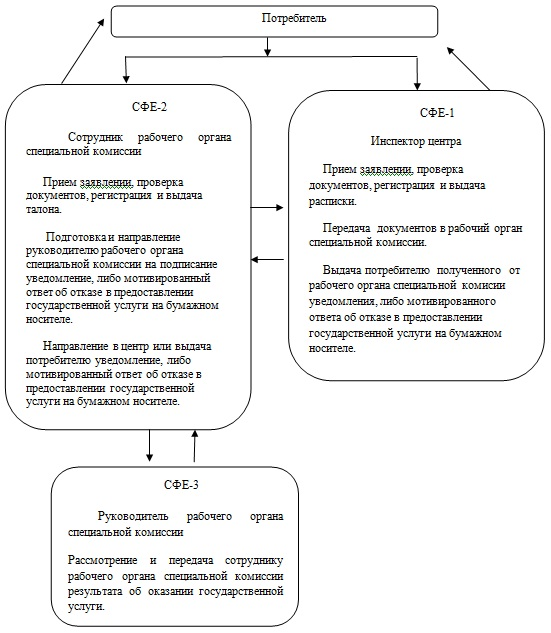 Потребитель
СФЕ-2
Сотрудник рабочего органа
специальной комиссии
Прием заявлении, проверка
документов, регистрация и выдача
талона.
Подготовка и направление
руководителю рабочего органа
специальной комиссии на подписание
уведомление, либо мотивированный
ответ об отказе в предоставлении
государственной услуги на бумажном
носителе.
Направление в центр или выдача
потребителю уведомление, либо
мотивированный ответ об отказе в
предоставлении государственной
услуги на бумажном носителе.
СФЕ-1
Инспектор центра
Прием заявлении, проверка
документов, регистрация и выдача
расписки.
Передача документов в рабочий орган
специальной комиссии.
Выдача потребителю полученного от
рабочего органа специальной комисии
уведомления, либо мотивированного
ответа об отказе в предоставлении
государственной услуги на бумажном
носителе.
СФЕ-3
Руководитель рабочего органа
специальной комиссии
Рассмотрение и передача сотруднику
рабочего органа специальной комиссии
результата об оказании государственной
услуги.